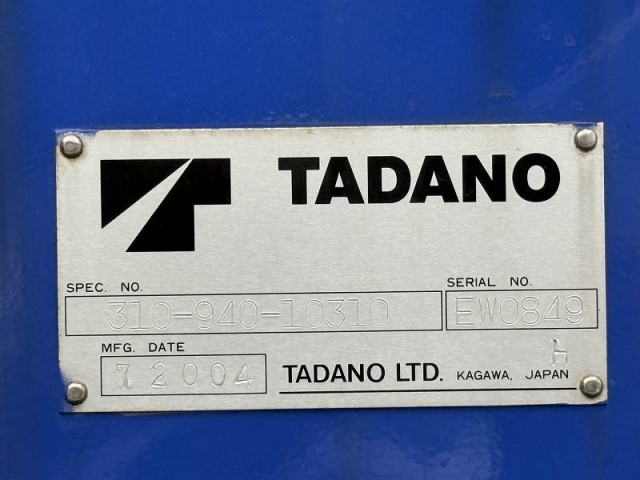 TADANO
SPEC. NO.
310-940-10310
SERIAL NO.
EW0849
MFG. DATE
7 2004
TADANO LTD. KAGAWA, JAPAN
H